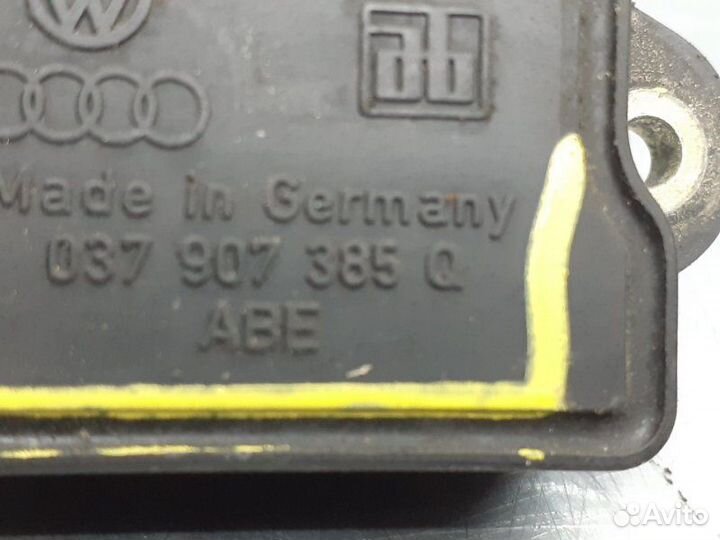 Made in Germany
037 907 385 Q
ABE
Avito